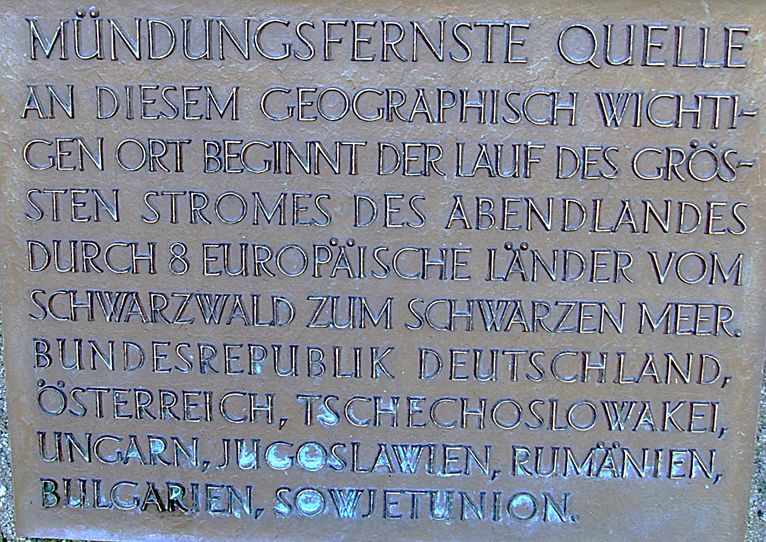 MÜNDUNGSFERNSTE QUELLE
AN DIESEM GEOGRAPHISCH WICHTI-
GEN ORT BEGINNT DER LAUF DES GRÖS-
STEN STROMES DES ABENDLANDES
DURCH 8 EUROPÄISCHE LÄNDER VOM
SCHWARZWALD ZUM SCHWARZEN MEER.
BUNDESREPUBLIK DEUTSCHLAND,
ÖSTERREICH, TSCHECHOSLOWAKEI,
UNGARN, JUGOSLAWIEN, RUMÄNIEN,
BULGARIEN, SOWJETUNION.